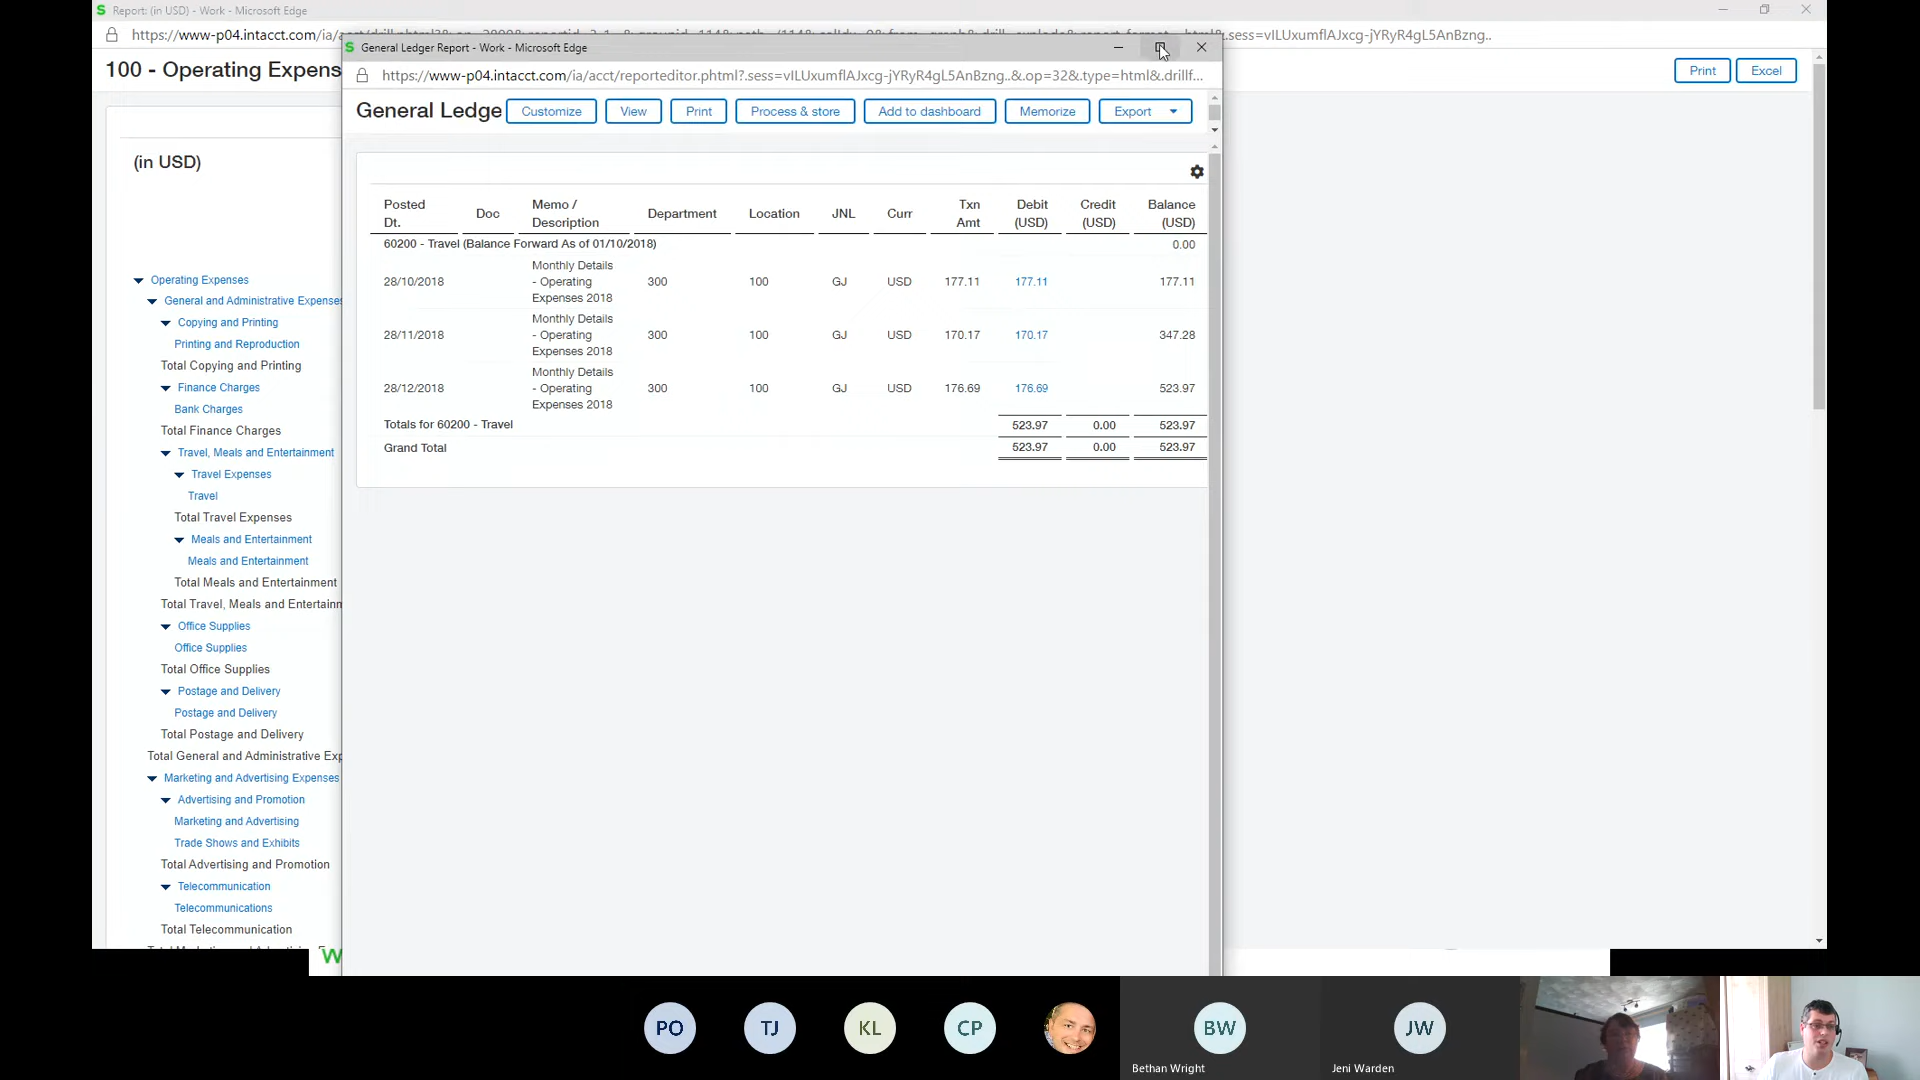 Report: (in USD) - Work - Microsoft Edge
100 - Operating Expens
Print
Excel
(in USD)
Operating Expenses
General and Administrative Expenses
Copying and Printing
Printing and Reproduction
Total Copying and Printing
Finance Charges
Bank Charges
Total Finance Charges
Travel, Meals and Entertainment
Travel Expenses
Travel
Total Travel Expenses
Meals and Entertainment
Meals and Entertainment
Total Meals and Entertainment
Total Travel, Meals and Entertainm
Office Supplies
Office Supplies
Total Office Supplies
Postage and Delivery
Postage and Delivery
Total Postage and Delivery
Total General and Administrative Exp
Marketing and Advertising Expenses
Advertising and Promotion
Marketing and Advertising
Trade Shows and Exhibits
Total Advertising and Promotion
Telecommunication
Telecommunications
Total Telecommunication
General Ledger Report - Work - Microsoft Edge
https://www-p04.intacct.com/ia/acct/reporteditor.phtml?.sess=vILUxumflAJxcg-jYRyR4gL5AnBzng..&.op=32&.type=html&.drillf...
General Ledge Customize View Print Process & store Add to dashboard Memorize Export
Posted Dt. Doc Memo / Description Department Location JNL Curr Txn Amt Debit (USD) Credit (USD) Balance (USD)
60200 - Travel (Balance Forward As of 01/10/2018) 0.00
28/10/2018 Monthly Details - Operating Expenses 2018 300 100 GJ USD 177.11 177.11 177.11
28/11/2018 Monthly Details - Operating Expenses 2018 300 100 GJ USD 170.17 170.17 347.28
28/12/2018 Monthly Details - Operating Expenses 2018 300 100 GJ USD 176.69 176.69 523.97
Totals for 60200 - Travel 523.97 0.00 523.97
Grand Total 523.97 0.00 523.97
W
PO
TJ
KL
CP
BW
Bethan Wright
JW
Jeni Warden